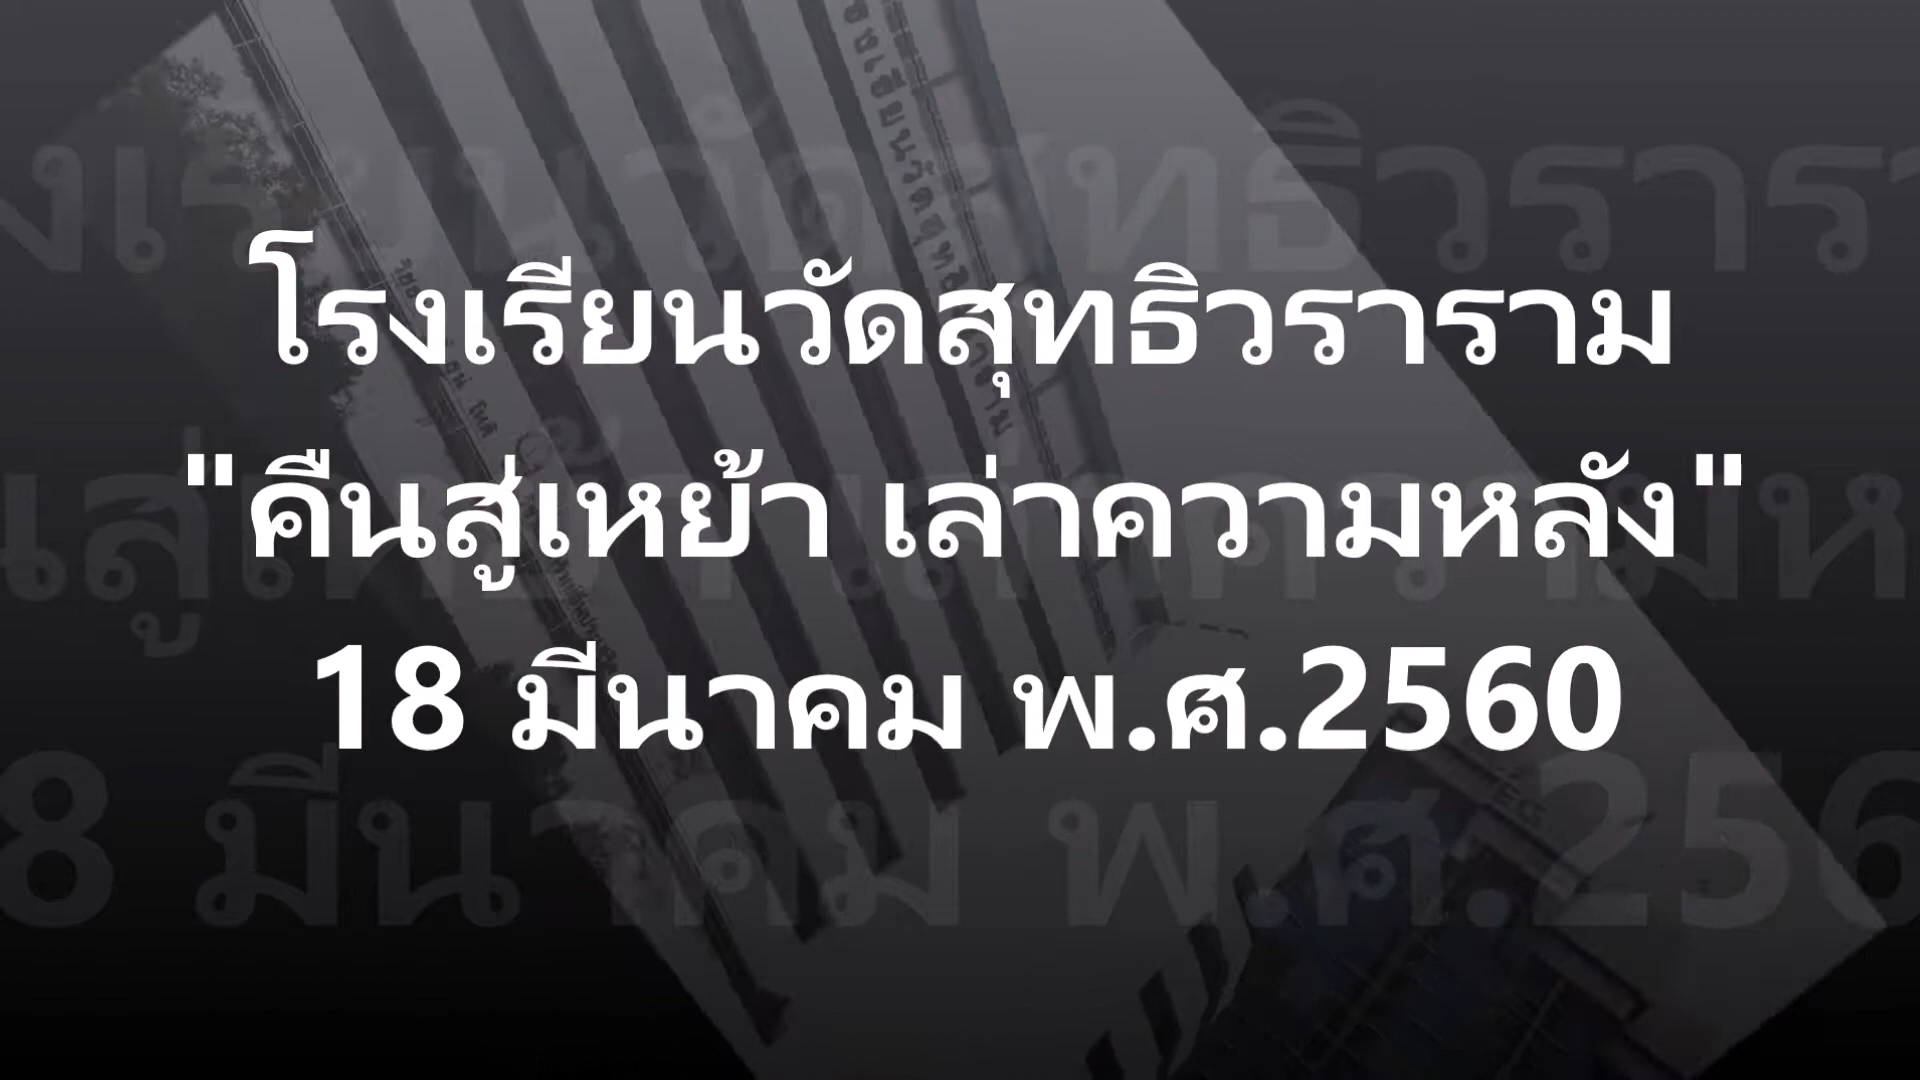 โรงเรียนวัดสุทธิวราราม
"คืนสู่เหย้า เล่าความหลัง"
18 มีนาคม พ.ศ.2560